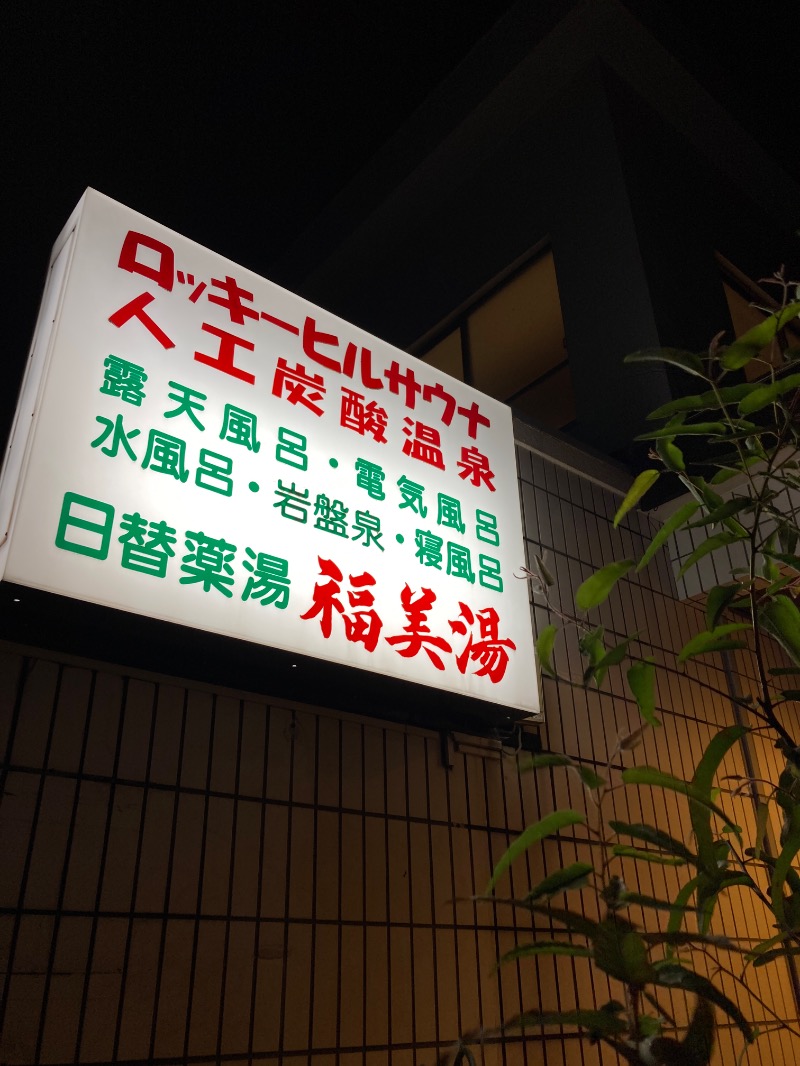 ロッキーヒルサウナ
人工炭酸温泉
露天風呂・電気風呂
水風呂・岩盤泉・寝風呂
日替薬湯 福美湯